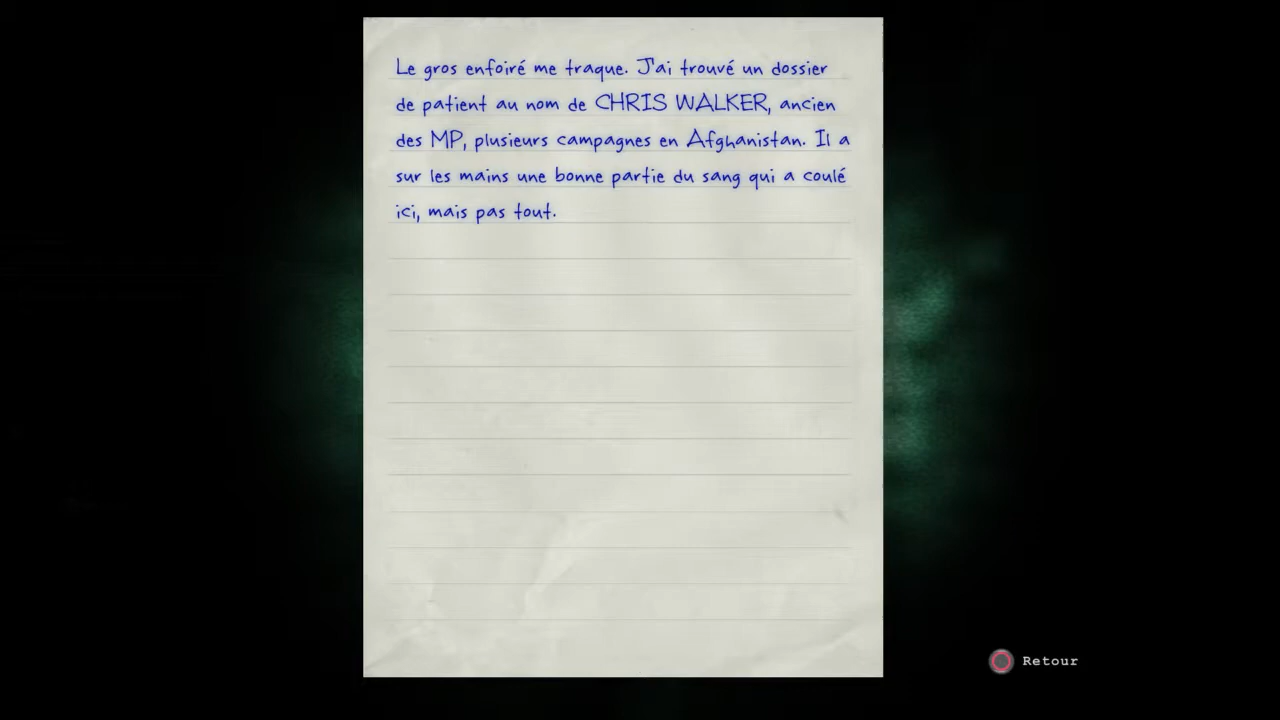 Le gros enfoiré me traque. J'ai trouvé un dossier
de patient au nom de CHRIS WALKER, ancien
des MP, plusieurs campagnes en Afghanistan. Il a
sur les mains une bonne partie du sang qui a coulé
ici, mais pas tout.
Retour